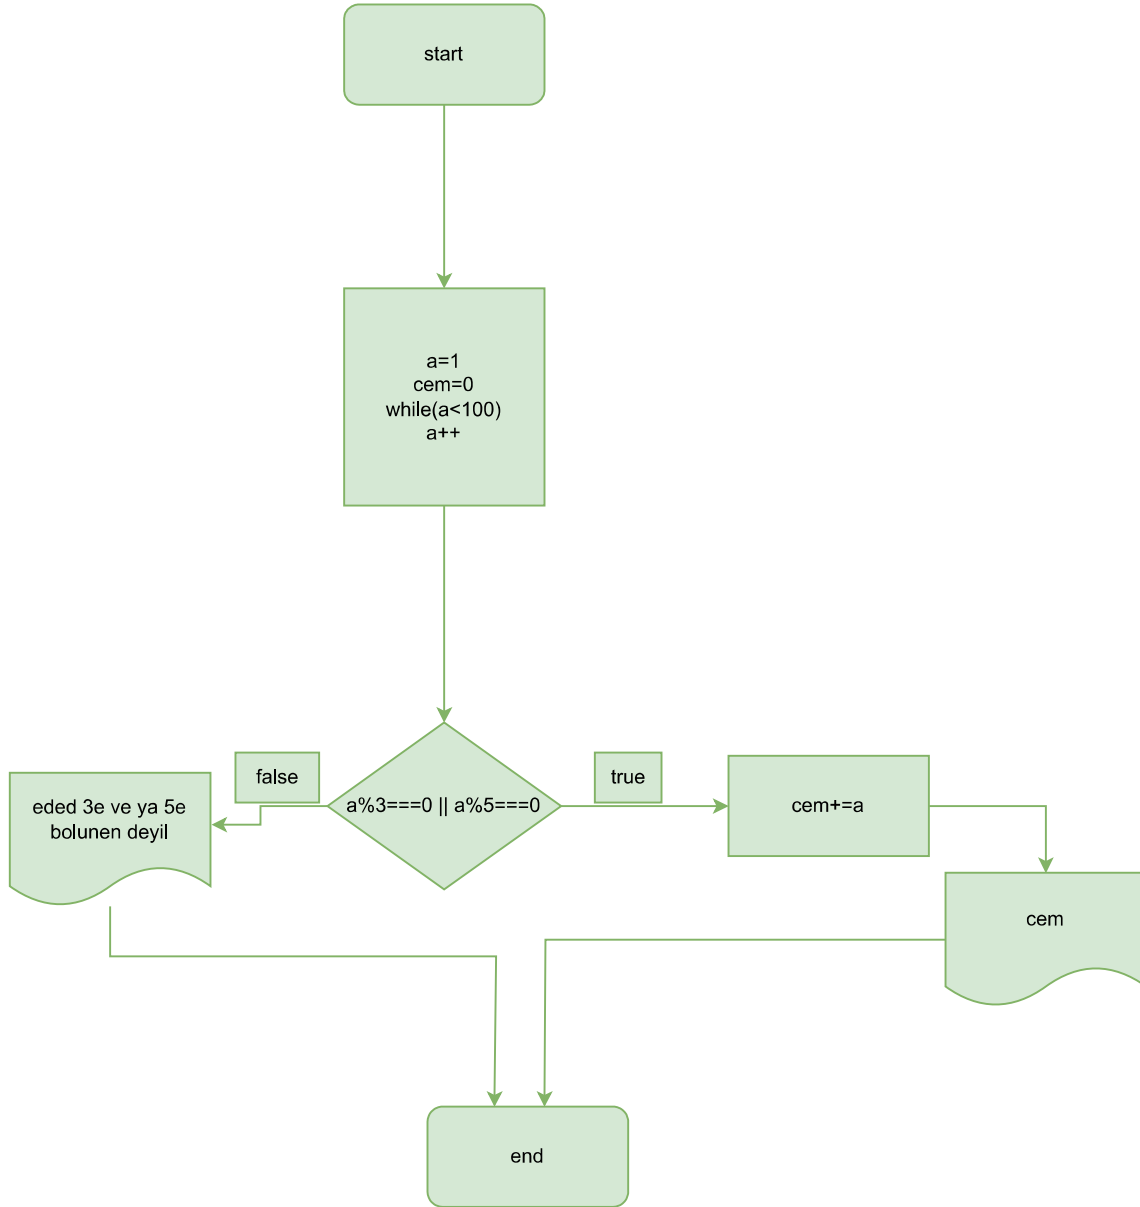 start
a=1
cem=0
while(a<100)
a++
false
true
eded 3e ve ya 5e
bolunen deyil
a%3===0 || a%5===0
cem+=a
cem
end